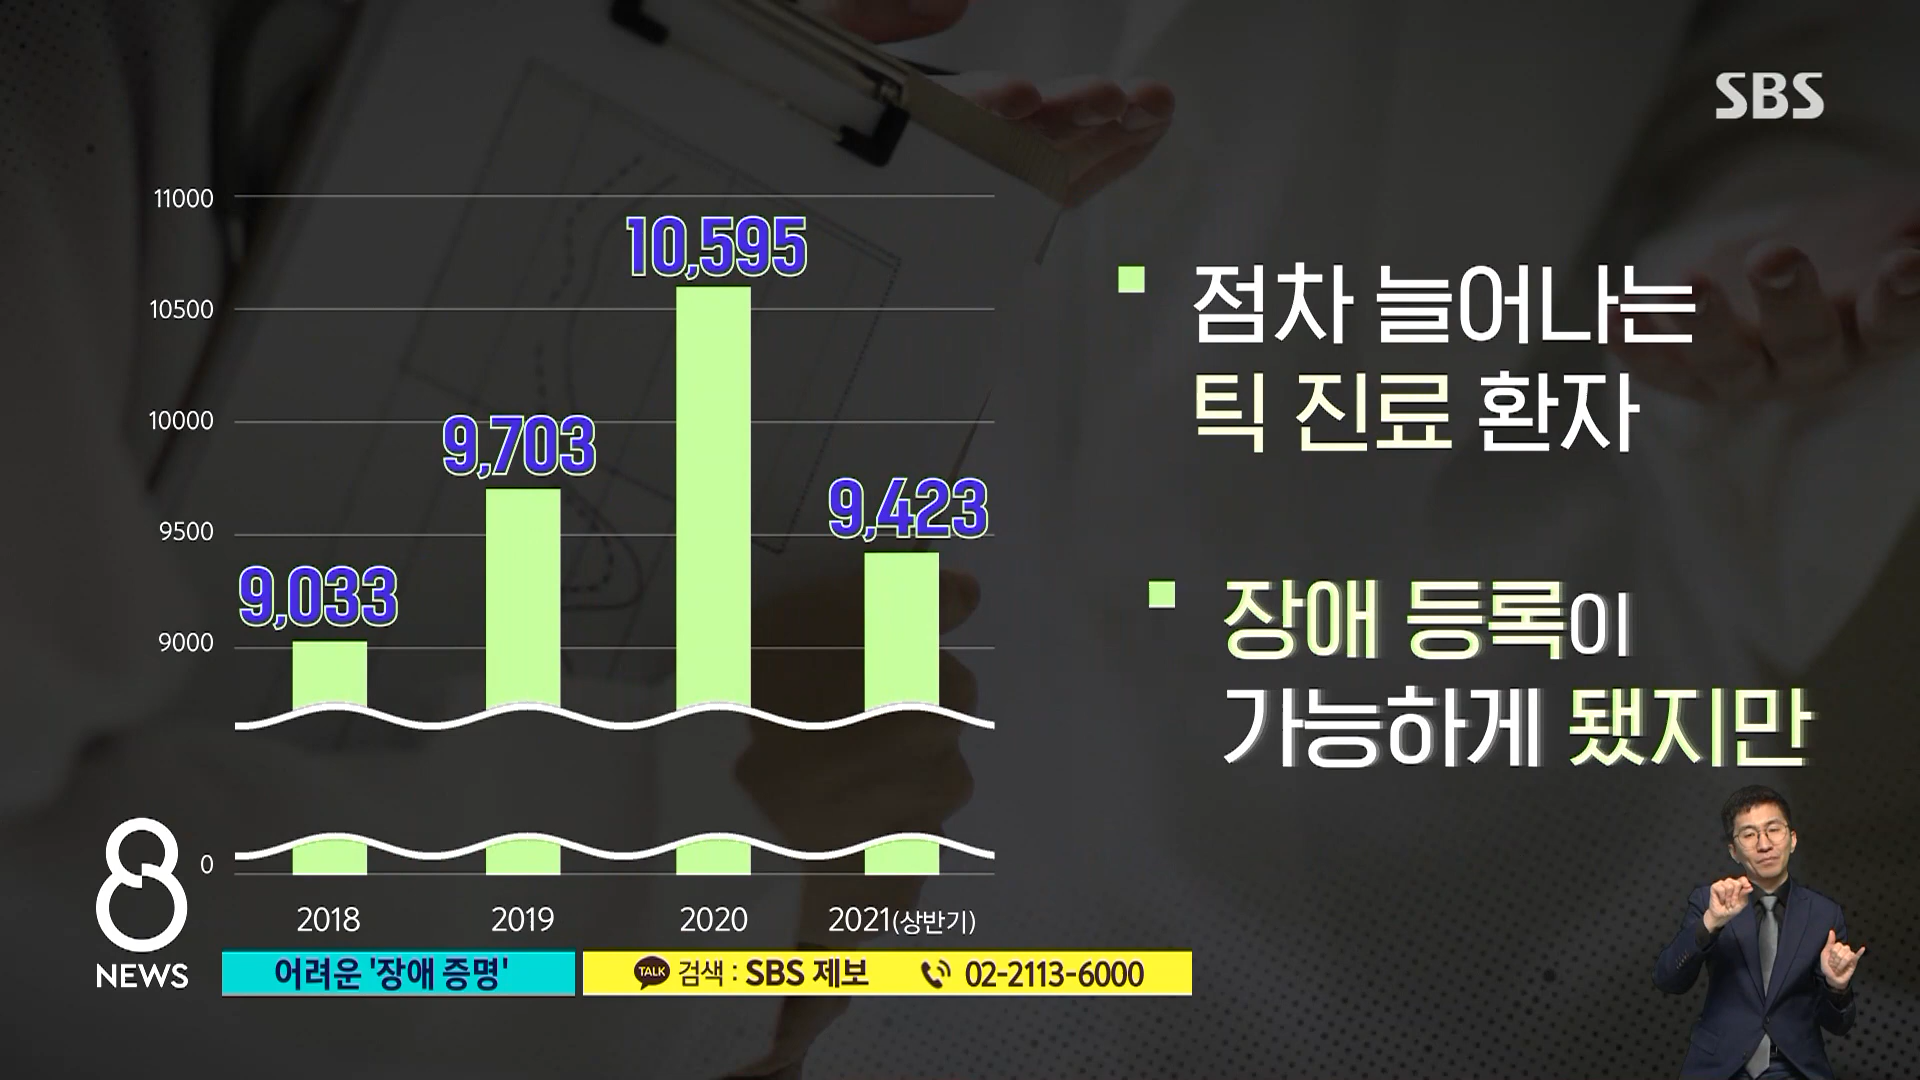 SBS
11000
10500
10000
9500
9000
0
9,033
9,703
10,595
9,423
2018
2019
2020
2021(상반기)
점차 늘어나는
틱 진료 환자
장애 등록이
가능하게 됐지만
8
NEWS
어려운 '장애 증명'
TALK 검색 : SBS 제보 02-2113-6000